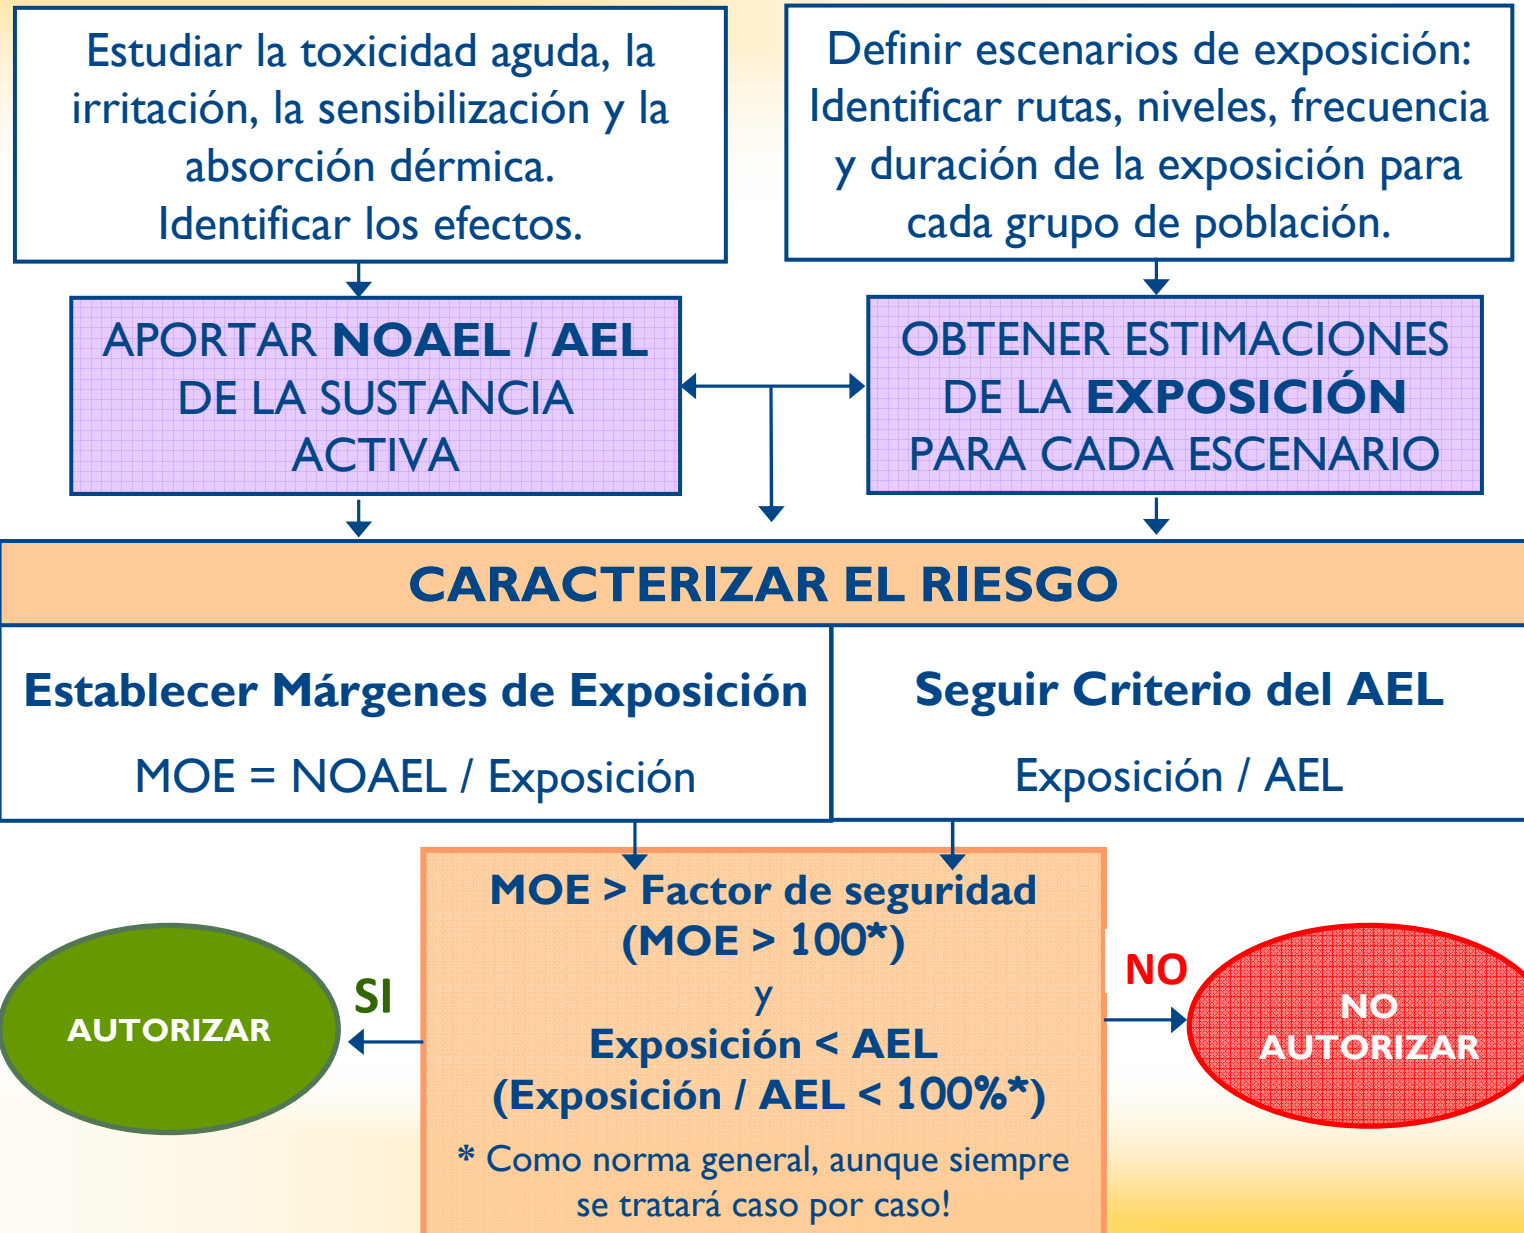 Estudiar la toxicidad aguda, la
irritación, la sensibilización y la
absorción dérmica.
Identificar los efectos.
Definir escenarios de exposición:
Identificar rutas, niveles, frecuencia
y duración de la exposición para
cada grupo de población.
APORTAR NOAEL / AEL
DE LA SUSTANCIA
ACTIVA
OBTENER ESTIMACIONES
DE LA EXPOSICIÓN
PARA CADA ESCENARIO
CARACTERIZAR EL RIESGO
Establecer Márgenes de Exposición
MOE = NOAEL / Exposición
Seguir Criterio del AEL
Exposición / AEL
MOE > Factor de seguridad
(MOE > 100*)
y
Exposición < AEL
(Exposición / AEL < 100%*)
* Como norma general, aunque siempre
se tratará caso por caso!
SI
AUTORIZAR
NO
NO
AUTORIZAR